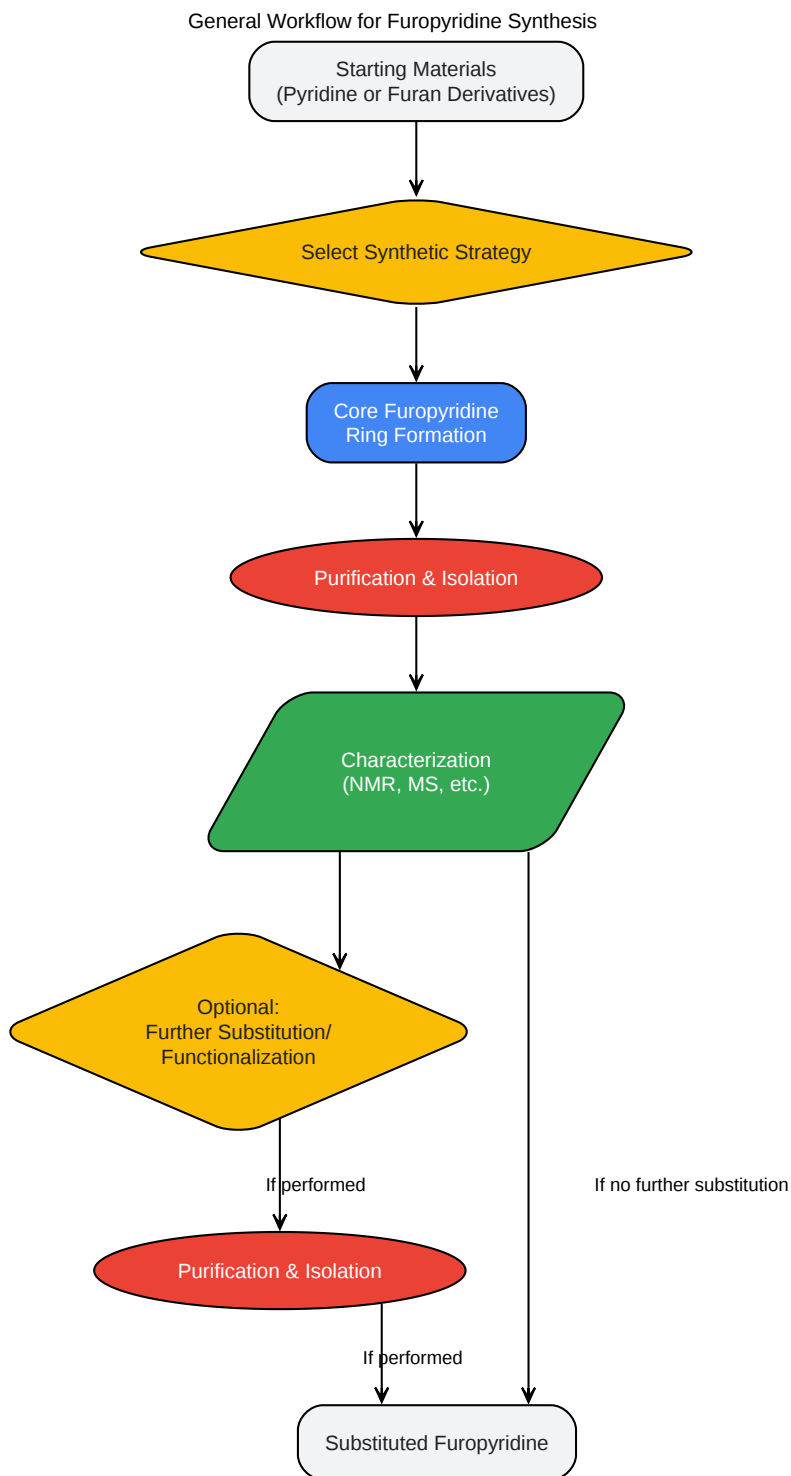 General Workflow for Furopyridine Synthesis
Starting Materials
(Pyridine or Furan Derivatives)
Select Synthetic Strategy
Core Furopyridine
Ring Formation
Purification & Isolation
Characterization
(NMR, MS, etc.)
Optional:
Further Substitution/
Functionalization
If performed
If no further substitution
Purification & Isolation
If performed
Substituted Furopyridine